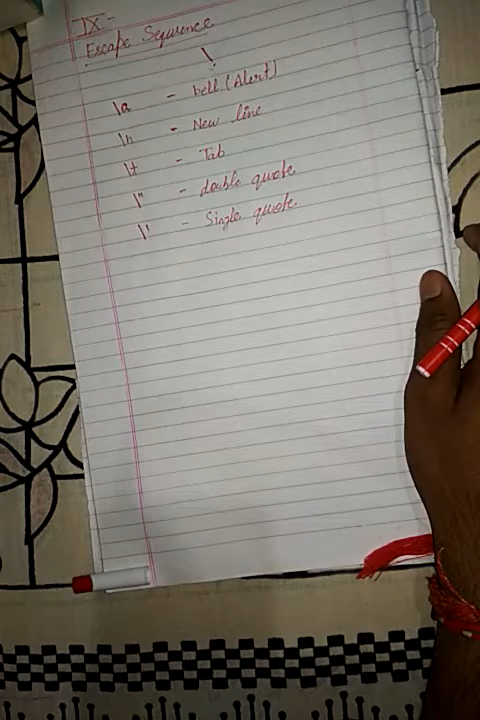 IX-
Escape Sequence
\
\a - bell (Alert)
\n - New line
\t - Tab
\" - double quote
\' - Single quote